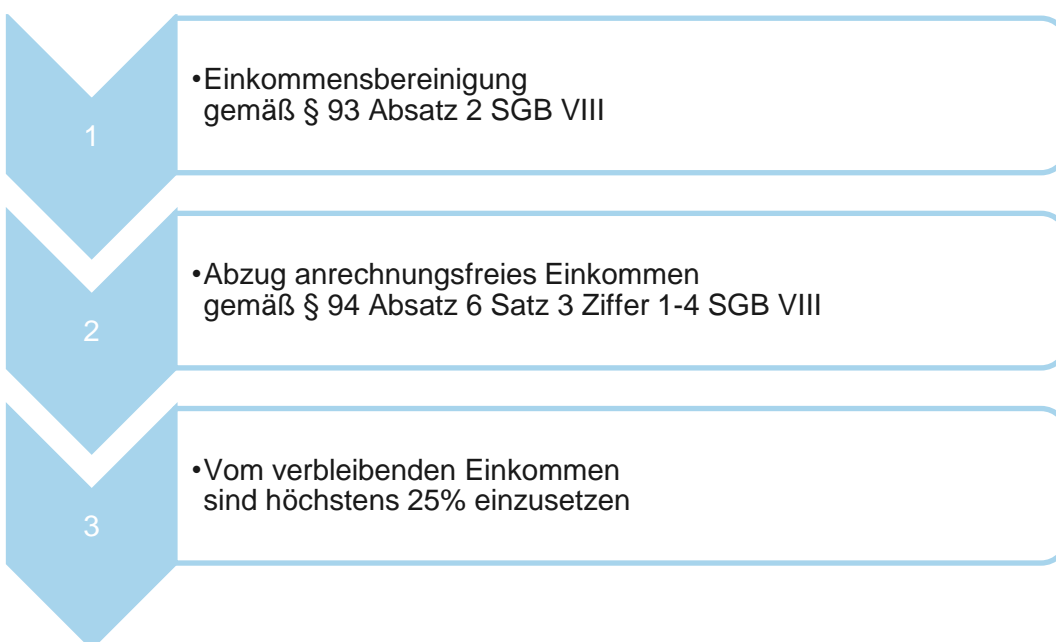 1
•Einkommensbereinigung
gemäß § 93 Absatz 2 SGB VIII
2
•Abzug anrechnungsfreies Einkommen
gemäß § 94 Absatz 6 Satz 3 Ziffer 1-4 SGB VIII
3
•Vom verbleibenden Einkommen
sind höchstens 25% einzusetzen